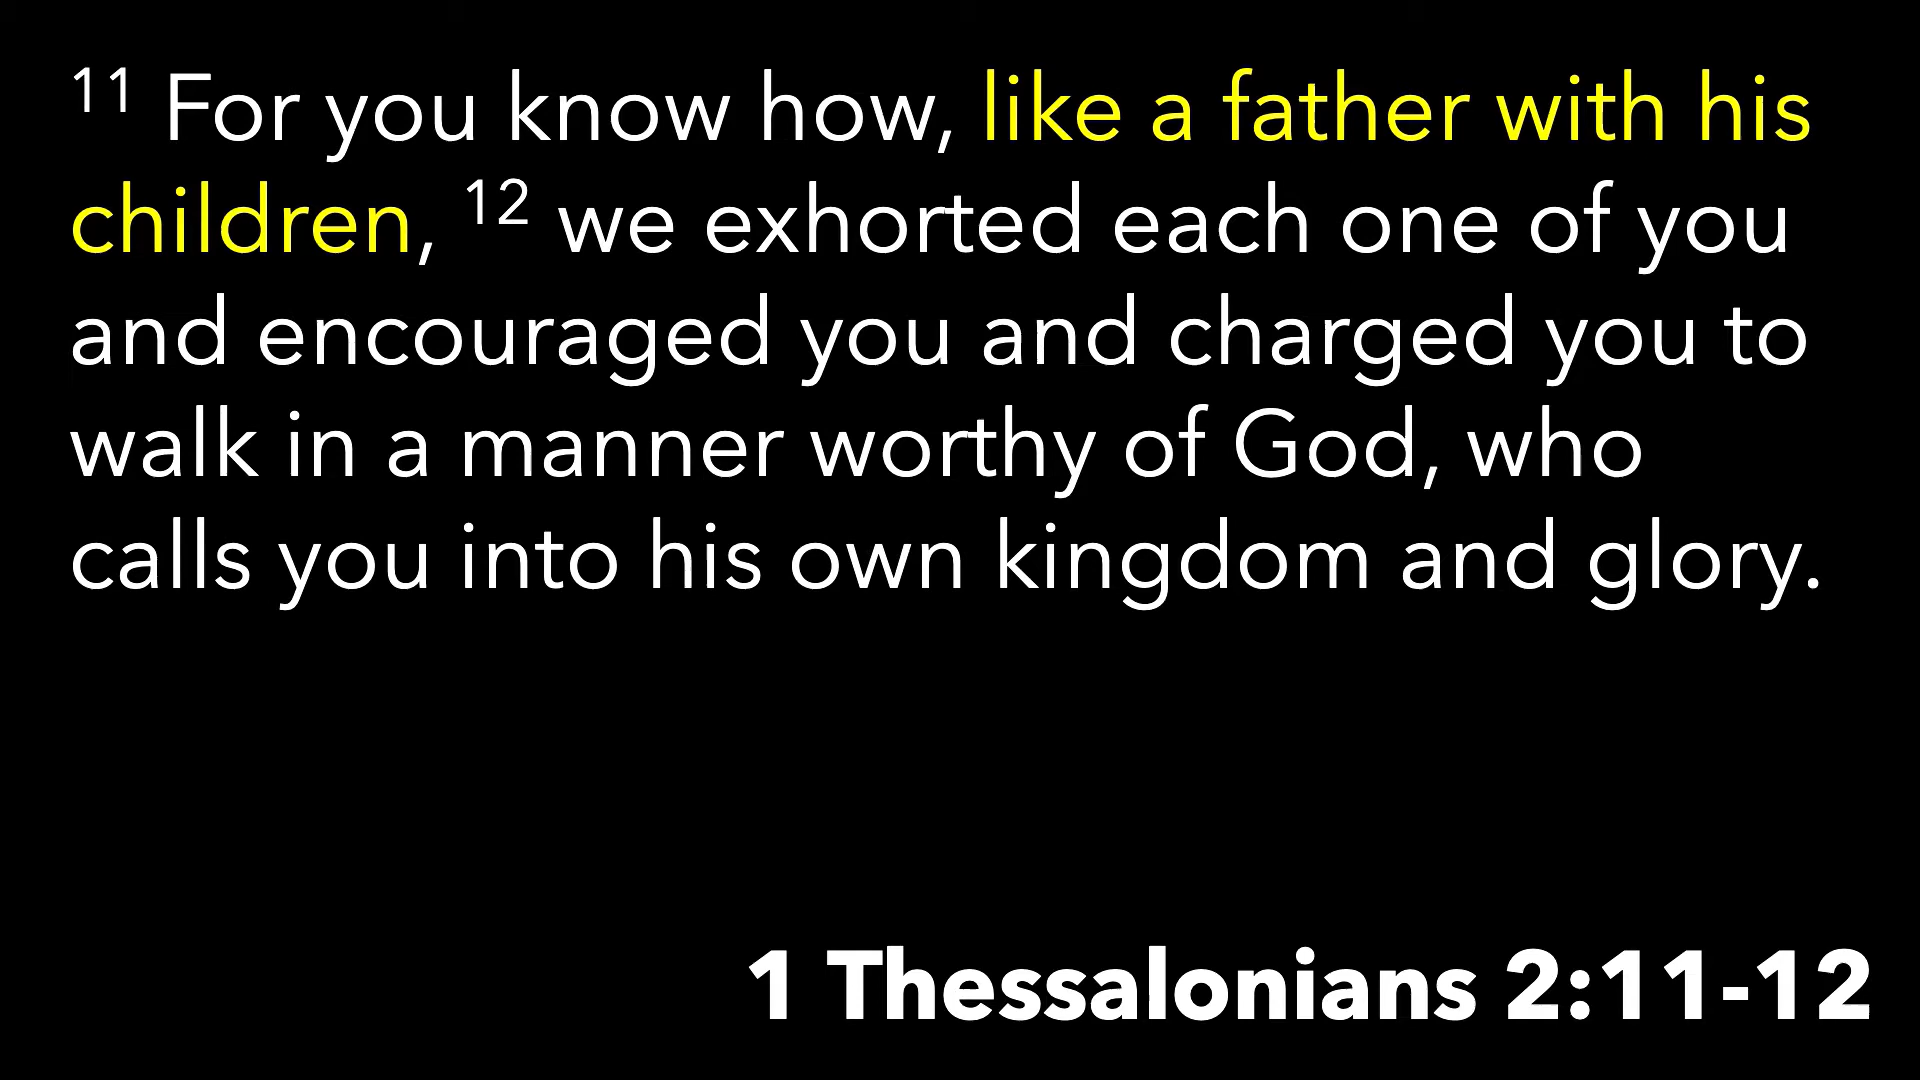 11 For you know how, like a father with his
children, 12 we exhorted each one of you
and encouraged you and charged you to
walk in a manner worthy of God, who
calls you into his own kingdom and glory.
1 Thessalonians 2:11-12